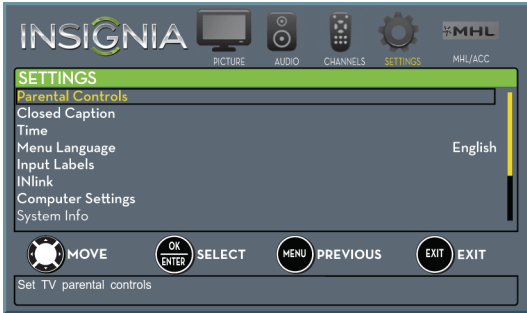 INSIGNIA
PICTURE AUDIO CHANNELS SETTINGS MHL MHL/ACC
SETTINGS
Parental Controls
Closed Caption
Time
Menu Language English
Input Labels
INlink
Computer Settings
System Info
MOVE OK ENTER SELECT MENU PREVIOUS EXIT EXIT
Set TV parental controls